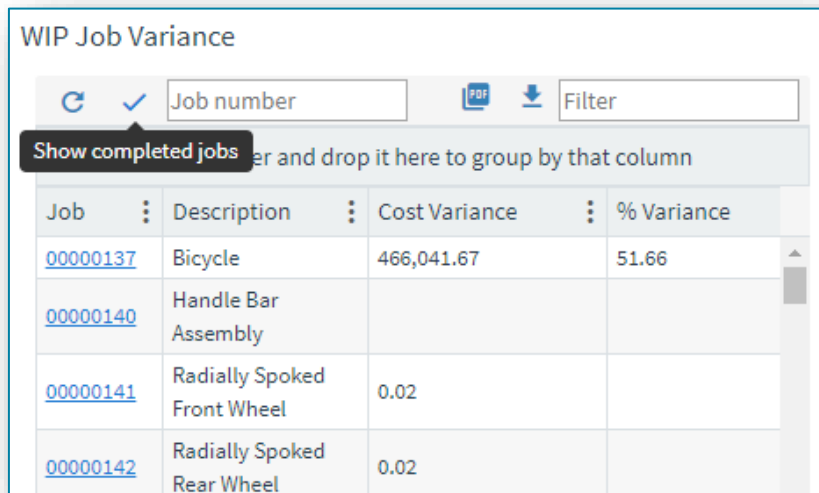 WIP Job Variance
Job number
PDF
Filter
Show completed jobs
and drop it here to group by that column
Job
Description
Cost Variance
% Variance
00000137
Bicycle
466,041.67
51.66
00000140
Handle Bar
Assembly
00000141
Radially Spoked
Front Wheel
0.02
00000142
Radially Spoked
Rear Wheel
0.02